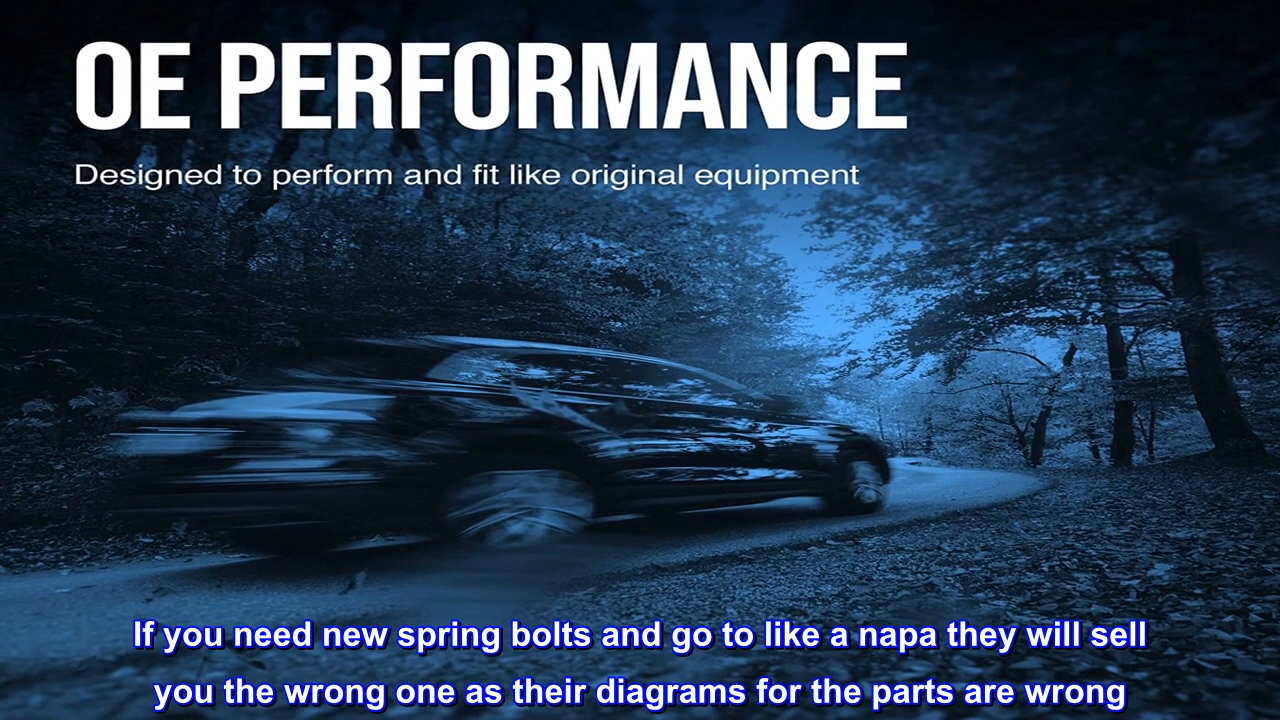 OE PERFORMANCE
Designed to perform and fit like original equipment
If you need new spring bolts and go to like a napa they will sell
you the wrong one as their diagrams for the parts are wrong